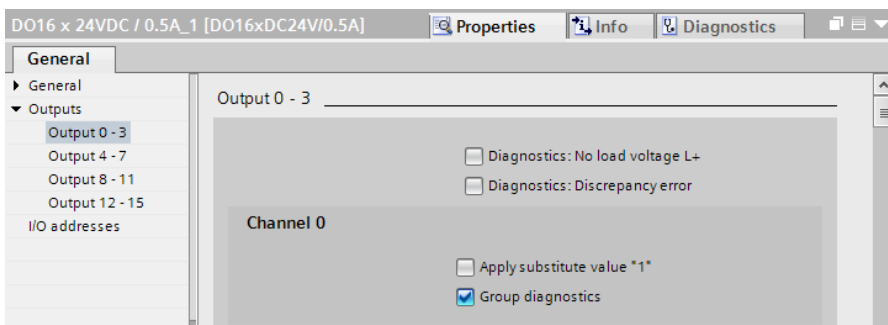 DO16 x 24VDC / 0.5A_1 [DO16xDC24V/0.5A]
Properties
Info
Diagnostics
General
General
Outputs
Output 0 - 3
Output 4 - 7
Output 8 - 11
Output 12 - 15
I/O addresses
Output 0 - 3
Diagnostics: No load voltage L+
Diagnostics: Discrepancy error
Channel 0
Apply substitute value "1"
Group diagnostics